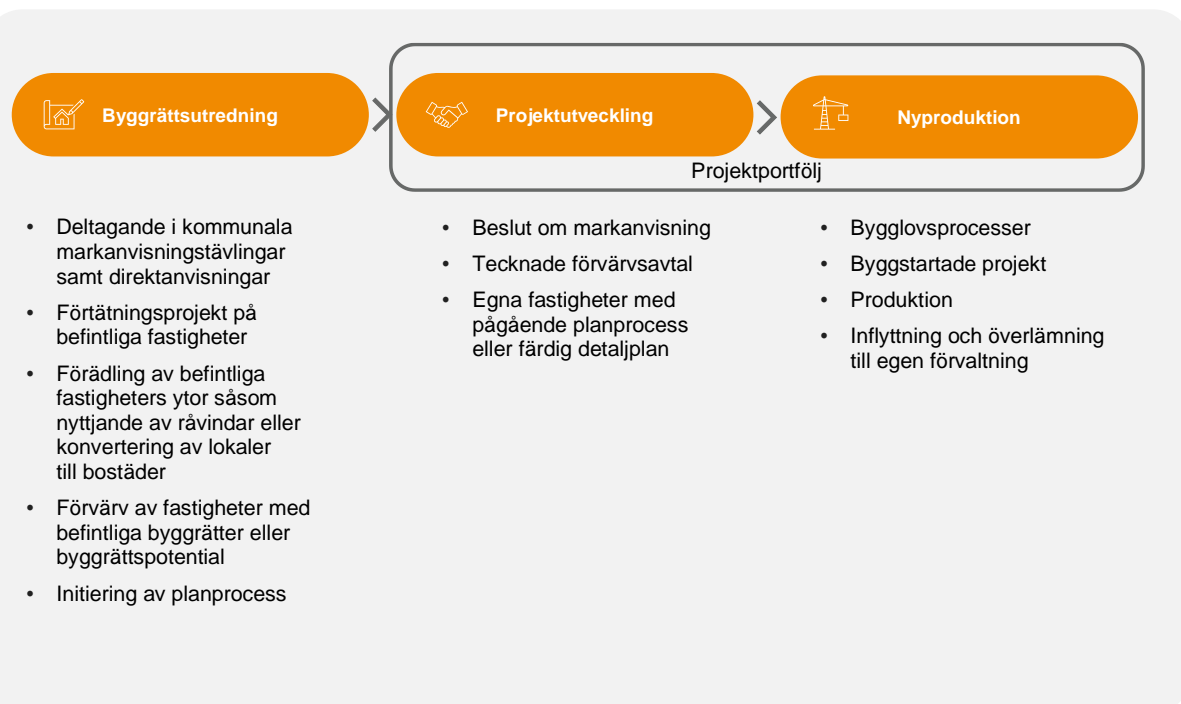 Byggrättsutredning
Projektutveckling
Nyproduktion
Projektportfölj
• Deltagande i kommunala
markanvisningstävlingar
samt direktanvisningar
• Förtätningsprojekt på
befintliga fastigheter
• Förädling av befintliga
fastigheters ytor såsom
nyttjande av råvindar eller
konvertering av lokaler
till bostäder
• Förvärv av fastigheter med
befintliga byggrätter eller
byggrättspotential
• Initiering av planprocess
• Beslut om markanvisning
• Tecknade förvärvsavtal
• Egna fastigheter med
pågående planprocess
eller färdig detaljplan
• Bygglovsprocesser
• Byggstartade projekt
• Produktion
• Inflyttning och överlämning
till egen förvaltning